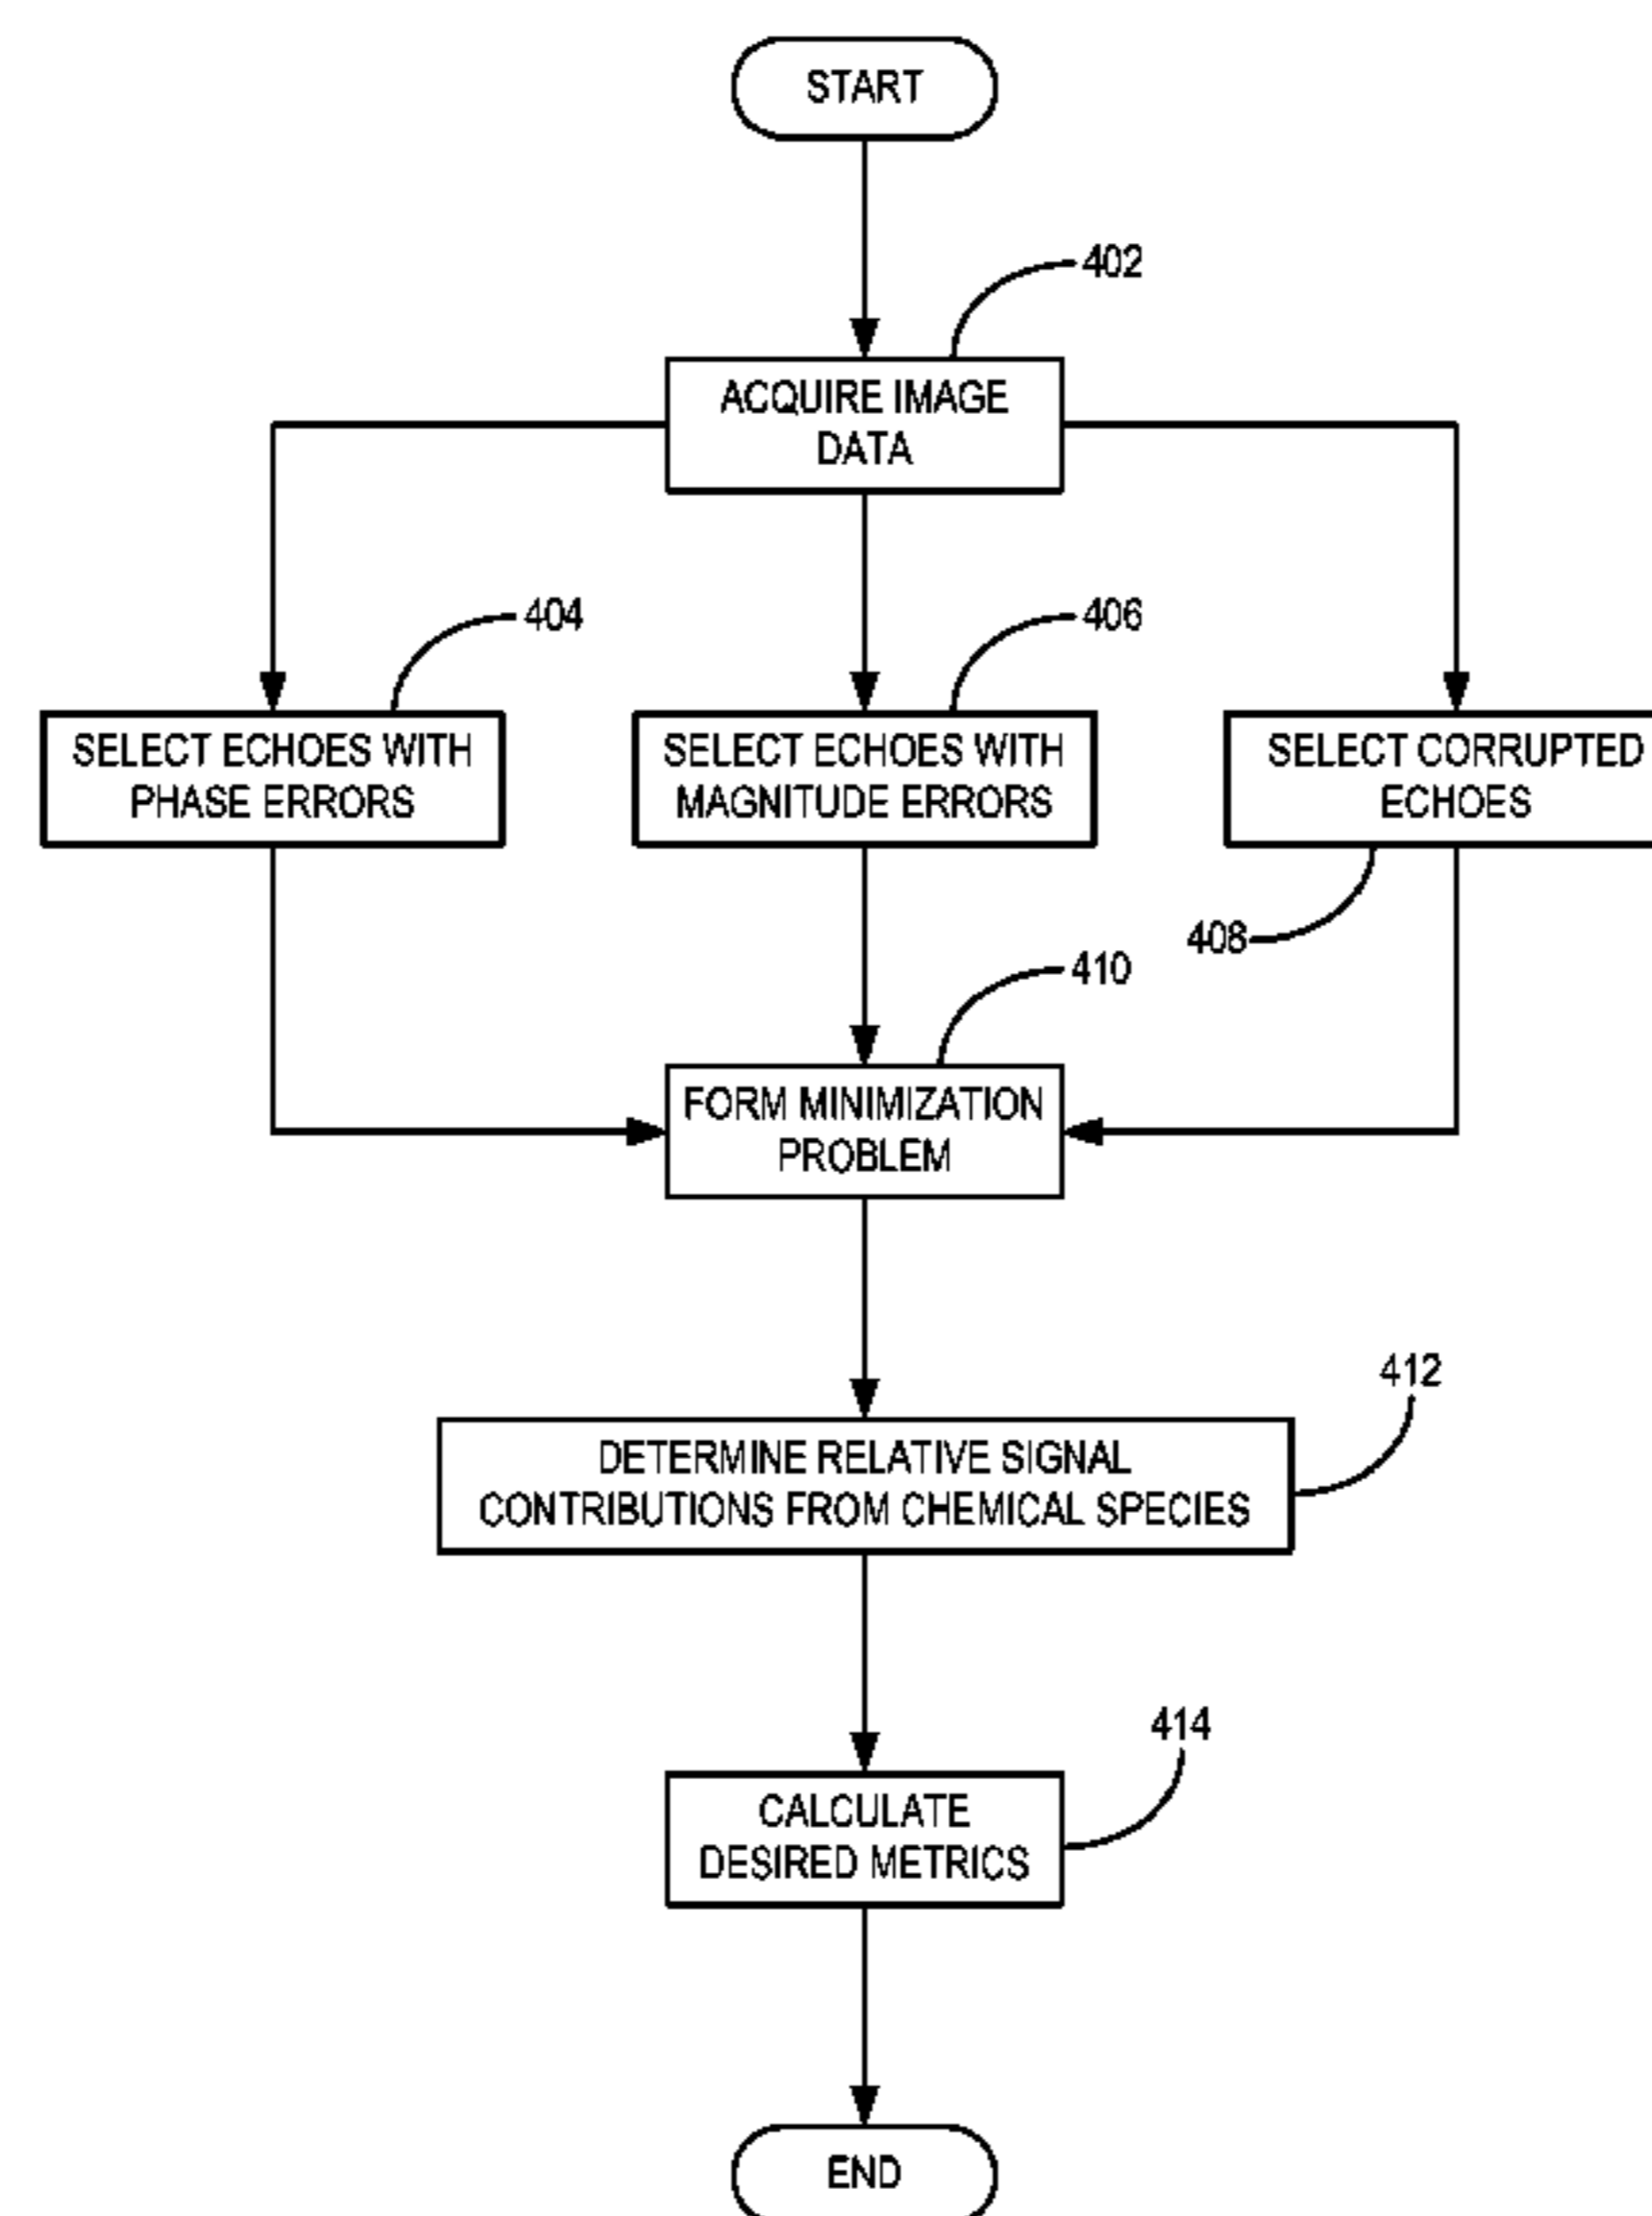 START
402
ACQUIRE IMAGE
DATA
404
406
SELECT ECHOES WITH
PHASE ERRORS
SELECT ECHOES WITH
MAGNITUDE ERRORS
SELECT CORRUPTED
ECHOES
408
410
FORM MINIMIZATION
PROBLEM
412
DETERMINE RELATIVE SIGNAL
CONTRIBUTIONS FROM CHEMICAL SPECIES
414
CALCULATE
DESIRED METRICS
END